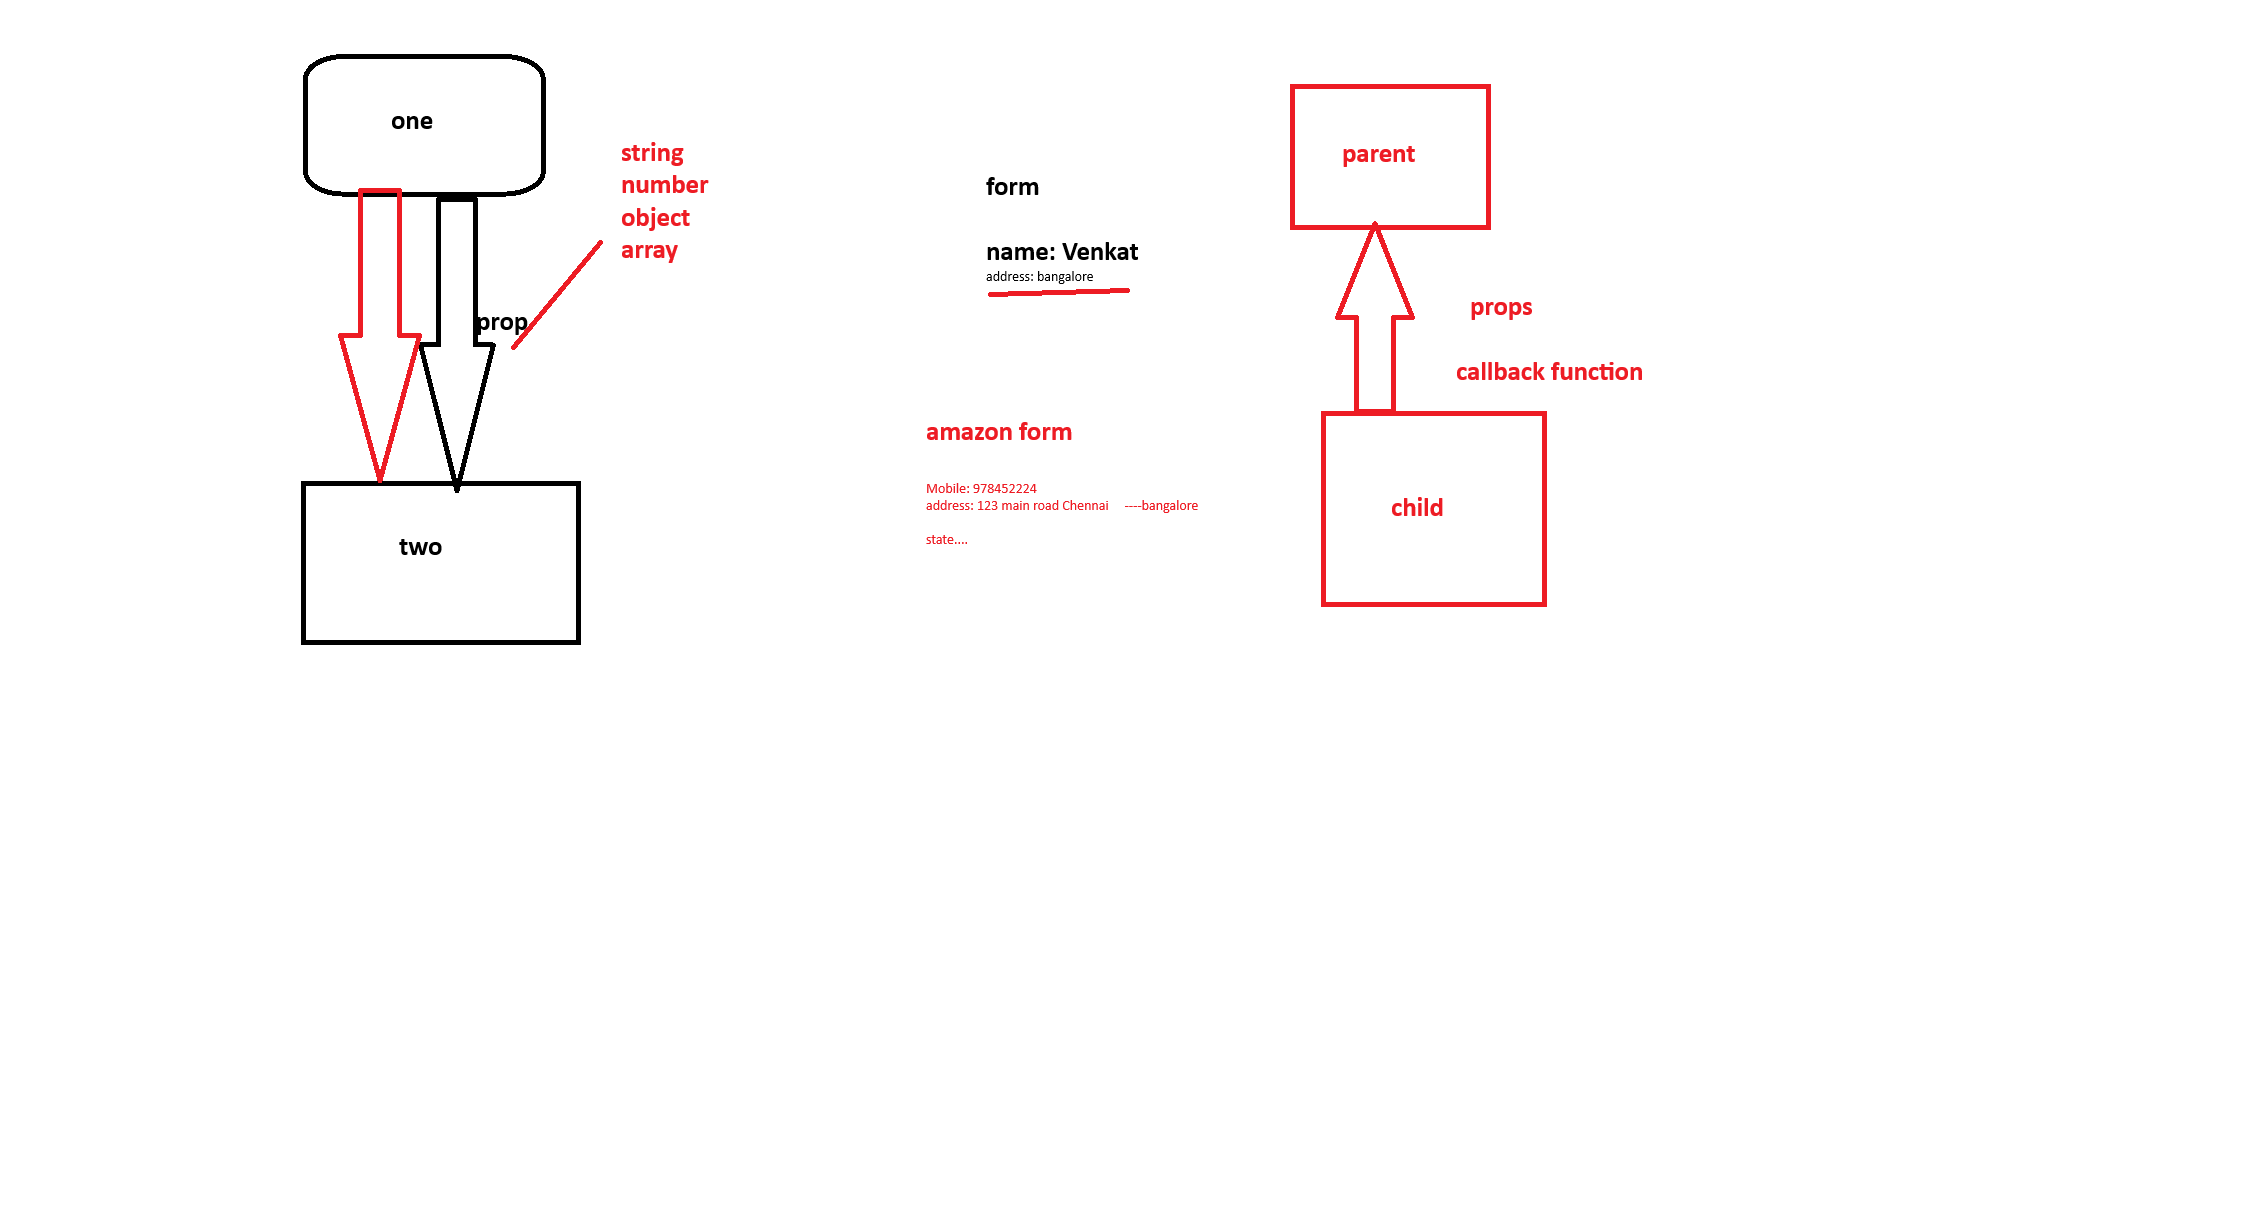 one
string
number
object
array
prop
two
form
name: Venkat
address: bangalore
amazon form
Mobile: 978452224
address: 123 main road Chennai     ----bangalore
state....
parent
props
callback function
child